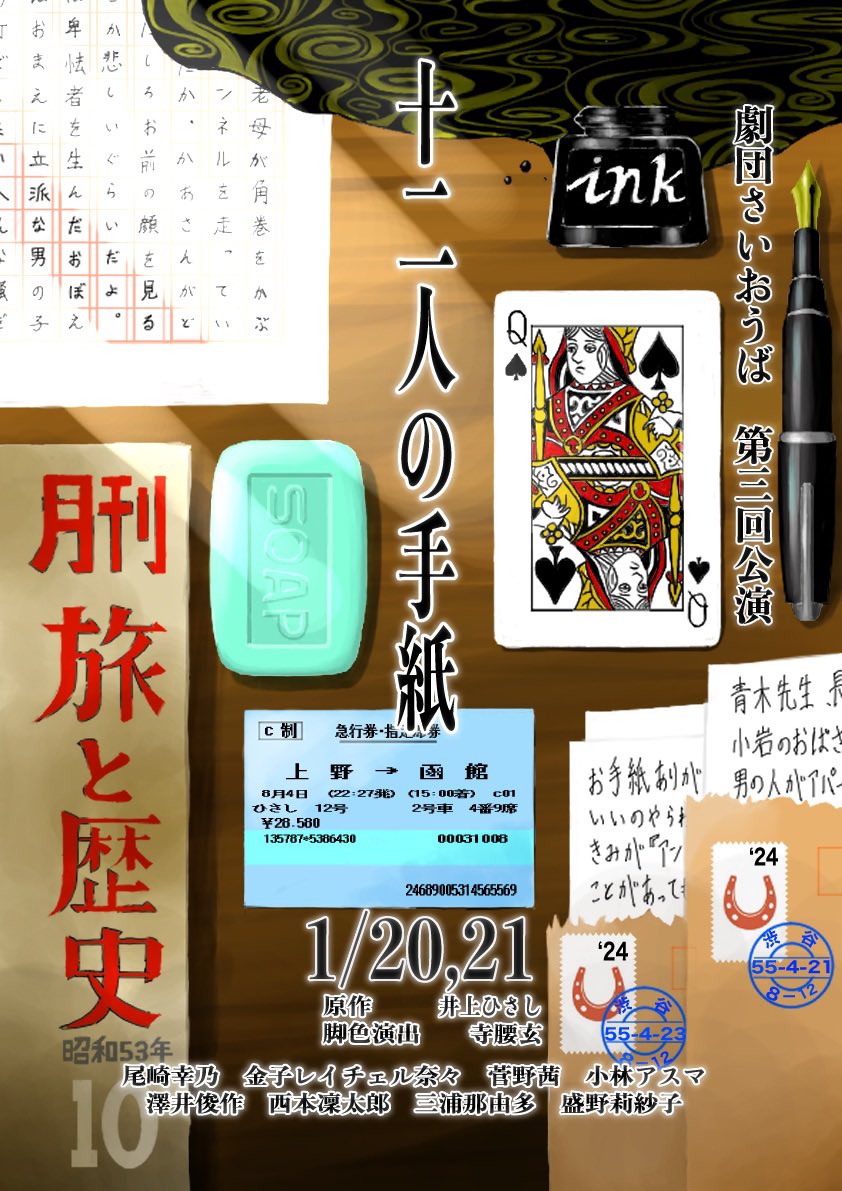 十二人の手紙
劇団さいおうば 第三回公演
老母が角巻をかぶ
ンネルを走ってい
か、かあさんがど
しろお前の顔を見る
か悲しいぐらいだよ。
卑怯者を生んだおぼえ
おまえに立派な男の子
ink
Q
Q
SOAP
月刊
旅と歴史
昭和53年
10
C制 急行券・指定席券
上野→函館
8月4日 (22:27発) (15:00着) C01
ひさし 12号 2号車 4番9席
¥28.580
135787*5386430 00031008
24689005314565569
青木先生、長
小岩のおばさ
男の人がアパー
お手紙ありが
いいのやられ
きみが『アン
ことがあっても
'24
渋谷
55-4-21
8-12
'24
渋谷
55-4-23
8-12
1/20,21
原作 井上ひさし
脚色演出 寺腰玄
尾崎幸乃 金子レイチェル奈々 菅野茜 小林アスマ
澤井俊作 西本凜太郎 三浦那由多 盛野莉紗子